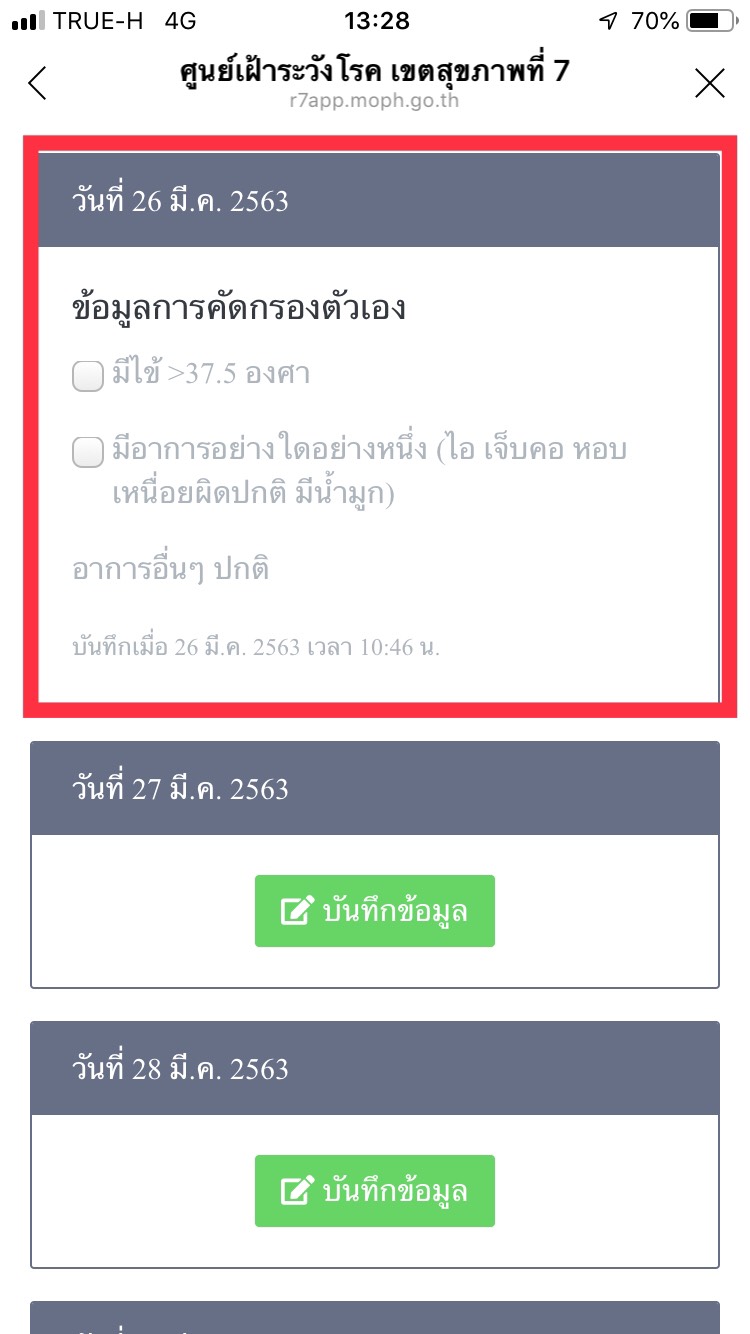 TRUE-H 4G 13:28 70%
ศูนย์เฝ้าระวังโรค เขตสุขภาพที่ 7
r7app.moph.go.th
วันที่ 26 มี.ค. 2563
ข้อมูลการคัดกรองตัวเอง
มีไข้ >37.5 องศา
มีอาการอย่างใดอย่างหนึ่ง (ไอ เจ็บคอ หอบ
เหนื่อยผิดปกติ มีน้ำมูก)
อาการอื่นๆ ปกติ
บันทึกเมื่อ 26 มี.ค. 2563 เวลา 10:46 น.
วันที่ 27 มี.ค. 2563
บันทึกข้อมูล
วันที่ 28 มี.ค. 2563
บันทึกข้อมูล